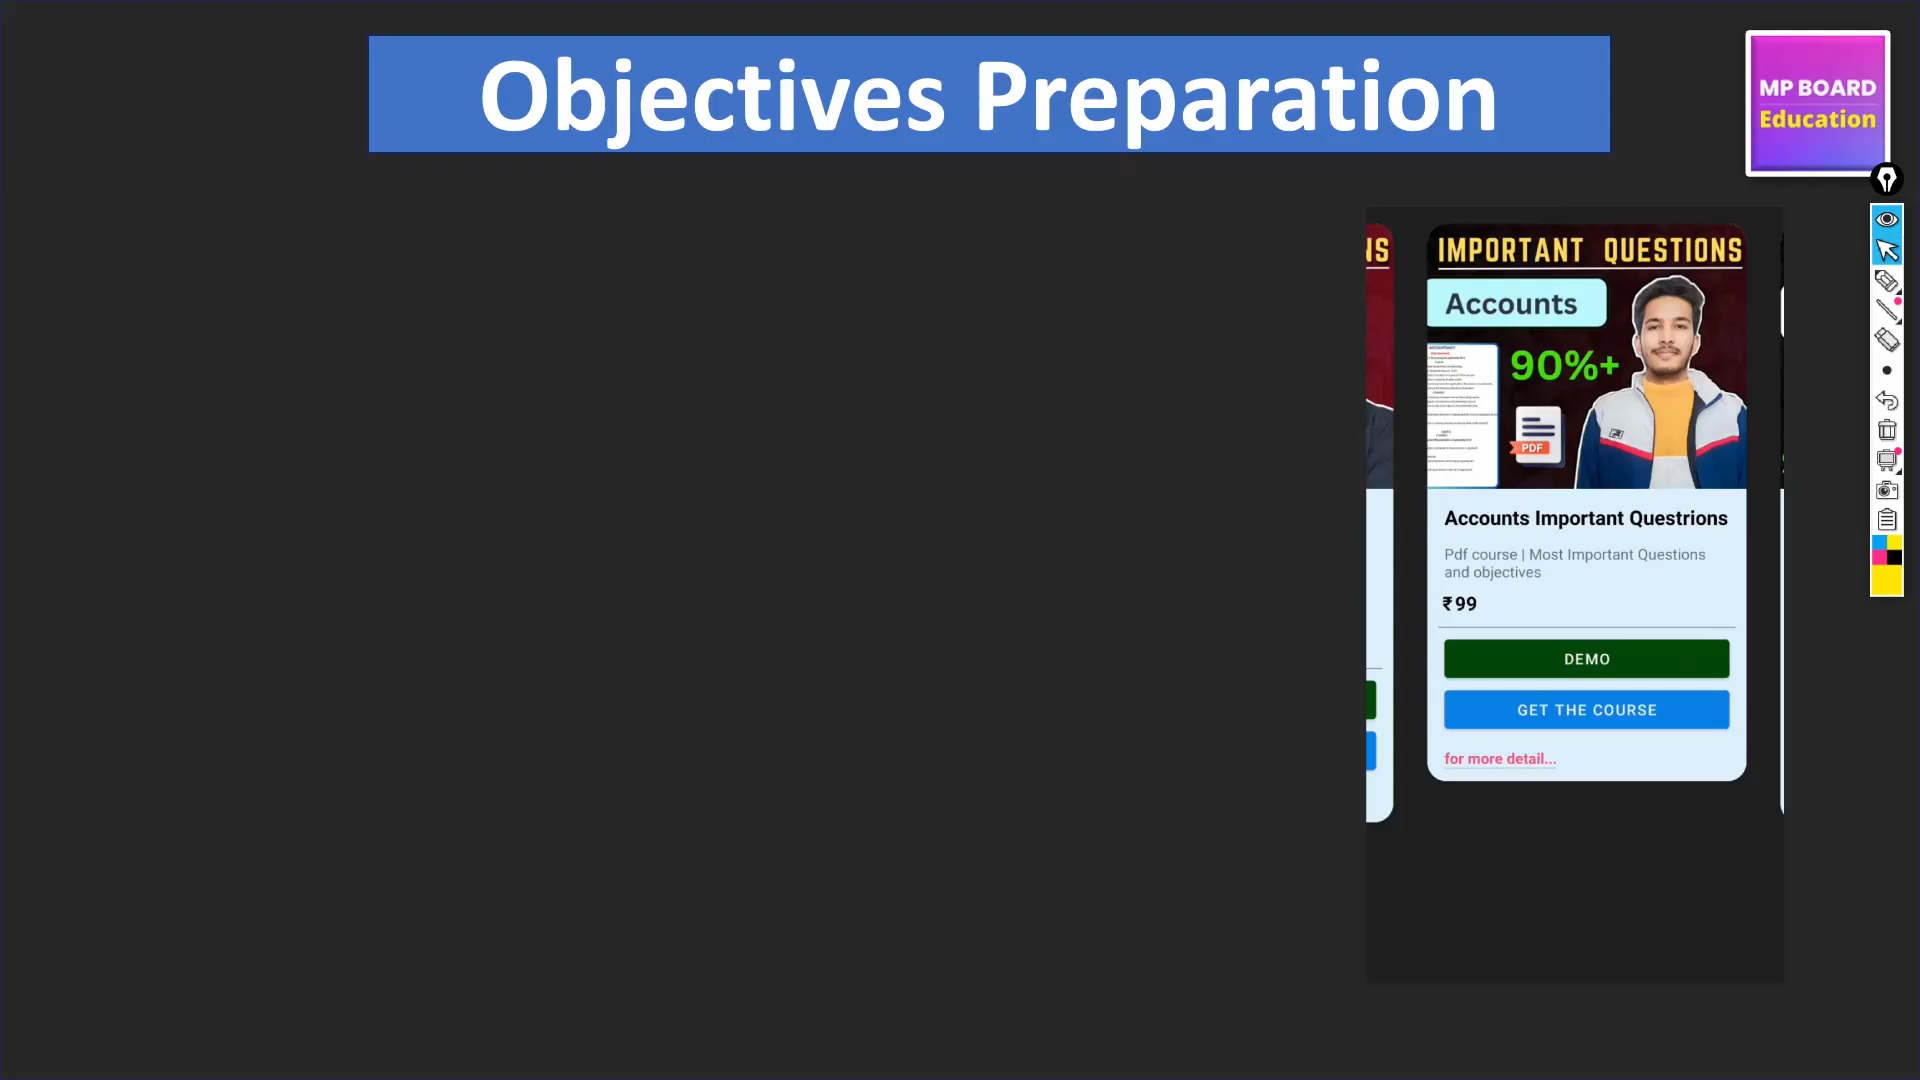 Objectives Preparation
MP BOARD
Education
NS
IMPORTANT QUESTIONS
Accounts
90%+
PDF
Accounts Important Questrions
Pdf course | Most Important Questions
and objectives
₹99
DEMO
GET THE COURSE
for more detail...